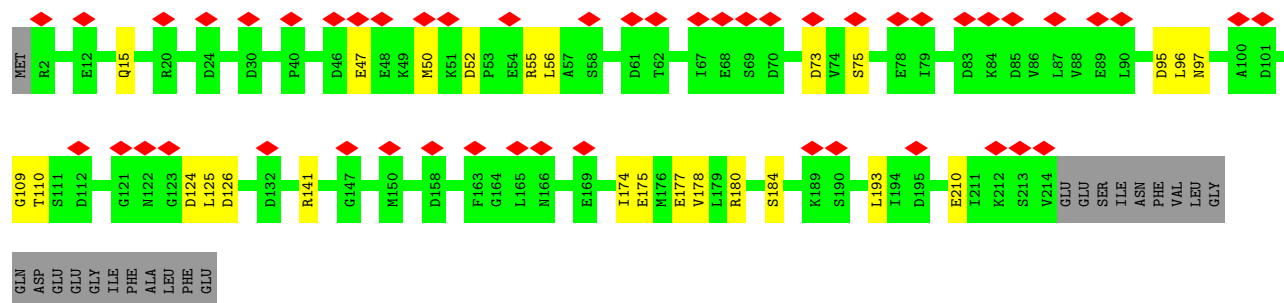 MET R2 E12 Q15 R20 D24 D30 P40 D46 E47 E48 K49 M50 K51 D52 P53 E54 R55 L56 A57 S58 D61 T62 I67 E68 S69 D70 D73 V74 S75 E78 I79 D83 K84 D85 V86 L87 V88 E89 L90 D95 L96 N97 A100 D101
G109 T110 S111 D112 G121 N122 G123 D124 L125 D126 D132 R141 G147 M150 D158 F163 G164 L165 N166 E169 I174 E175 M176 E177 V178 L179 R180 S184 K189 S190 L193 I194 D195 E210 I211 K212 S213 V214 GLU GLU SER ILE ASN PHE VAL LEU GLY
GLN ASP GLU GLU GLY ILE PHE ALA LEU PHE GLU